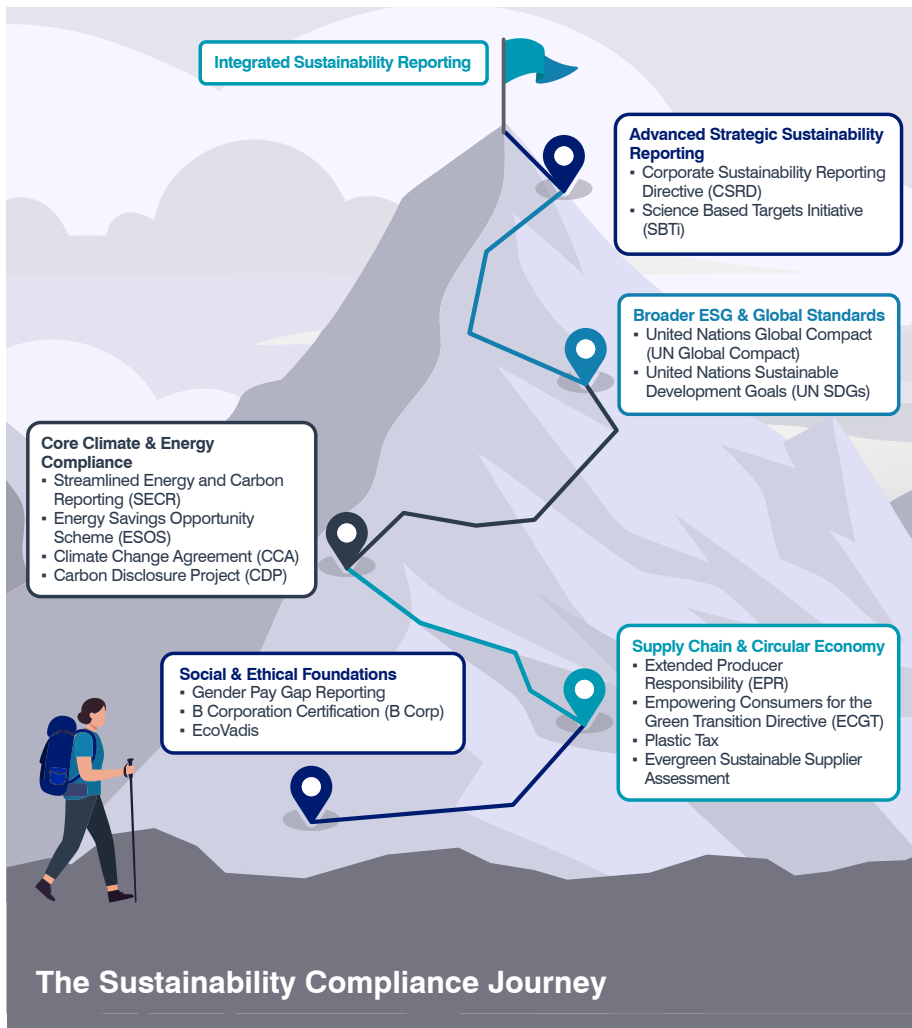 Integrated Sustainability Reporting
Advanced Strategic Sustainability
Reporting
▪ Corporate Sustainability Reporting
Directive (CSRD)
▪ Science Based Targets Initiative
(SBTi)
Broader ESG & Global Standards
▪ United Nations Global Compact
(UN Global Compact)
▪ United Nations Sustainable
Development Goals (UN SDGs)
Core Climate & Energy
Compliance
▪ Streamlined Energy and Carbon
Reporting (SECR)
▪ Energy Savings Opportunity
Scheme (ESOS)
▪ Climate Change Agreement (CCA)
▪ Carbon Disclosure Project (CDP)
Supply Chain & Circular Economy
▪ Extended Producer
Responsibility (EPR)
▪ Empowering Consumers for the
Green Transition Directive (ECGT)
▪ Plastic Tax
▪ Evergreen Sustainable Supplier
Assessment
Social & Ethical Foundations
▪ Gender Pay Gap Reporting
▪ B Corporation Certification (B Corp)
▪ EcoVadis
The Sustainability Compliance Journey